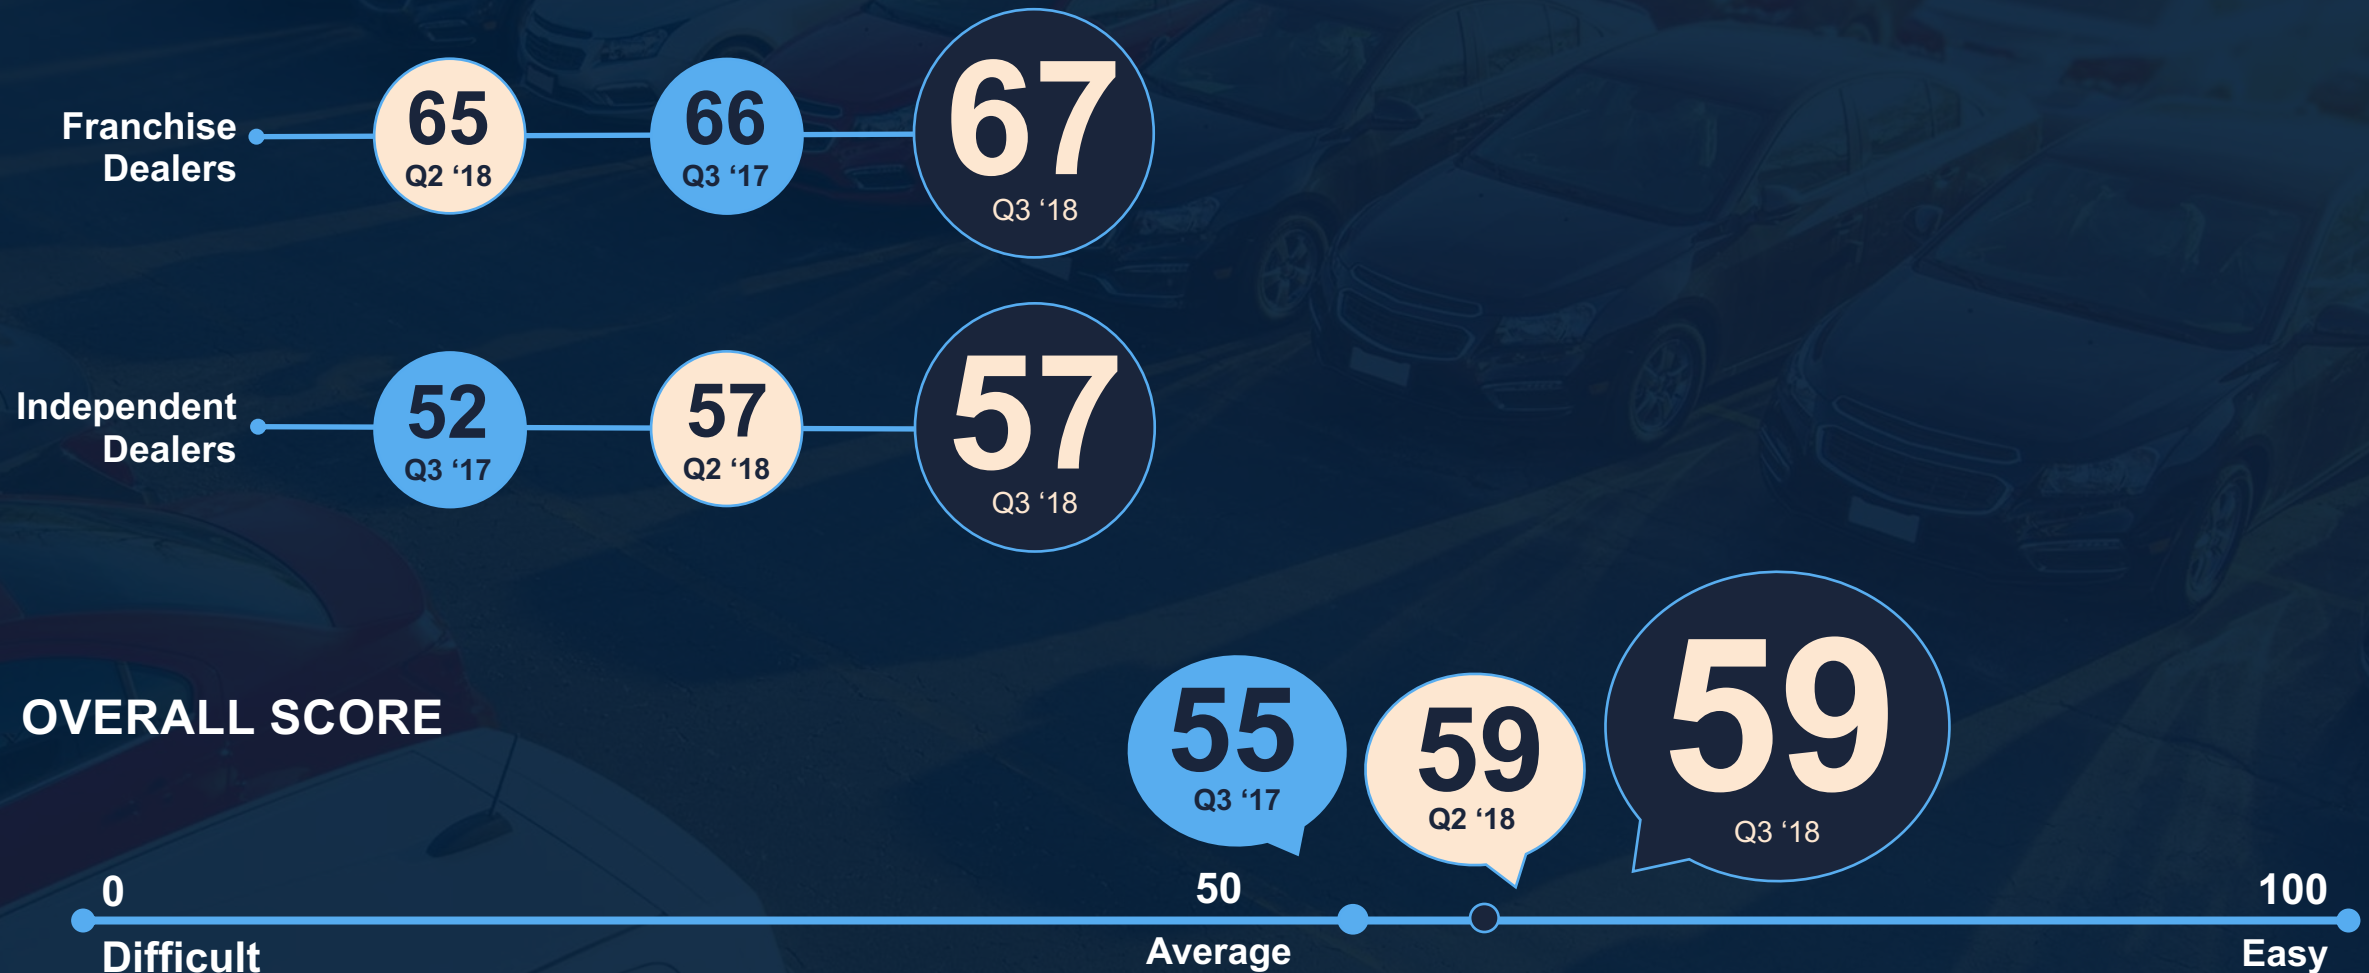 Franchise
Dealers
65
Q2 ‘18
66
Q3 ‘17
67
Q3 ‘18
Independent
Dealers
52
Q3 ‘17
57
Q2 ‘18
57
Q3 ‘18
OVERALL SCORE
55
Q3 ‘17
59
Q2 ‘18
59
Q3 ‘18
0
50
100
Difficult
Average
Easy